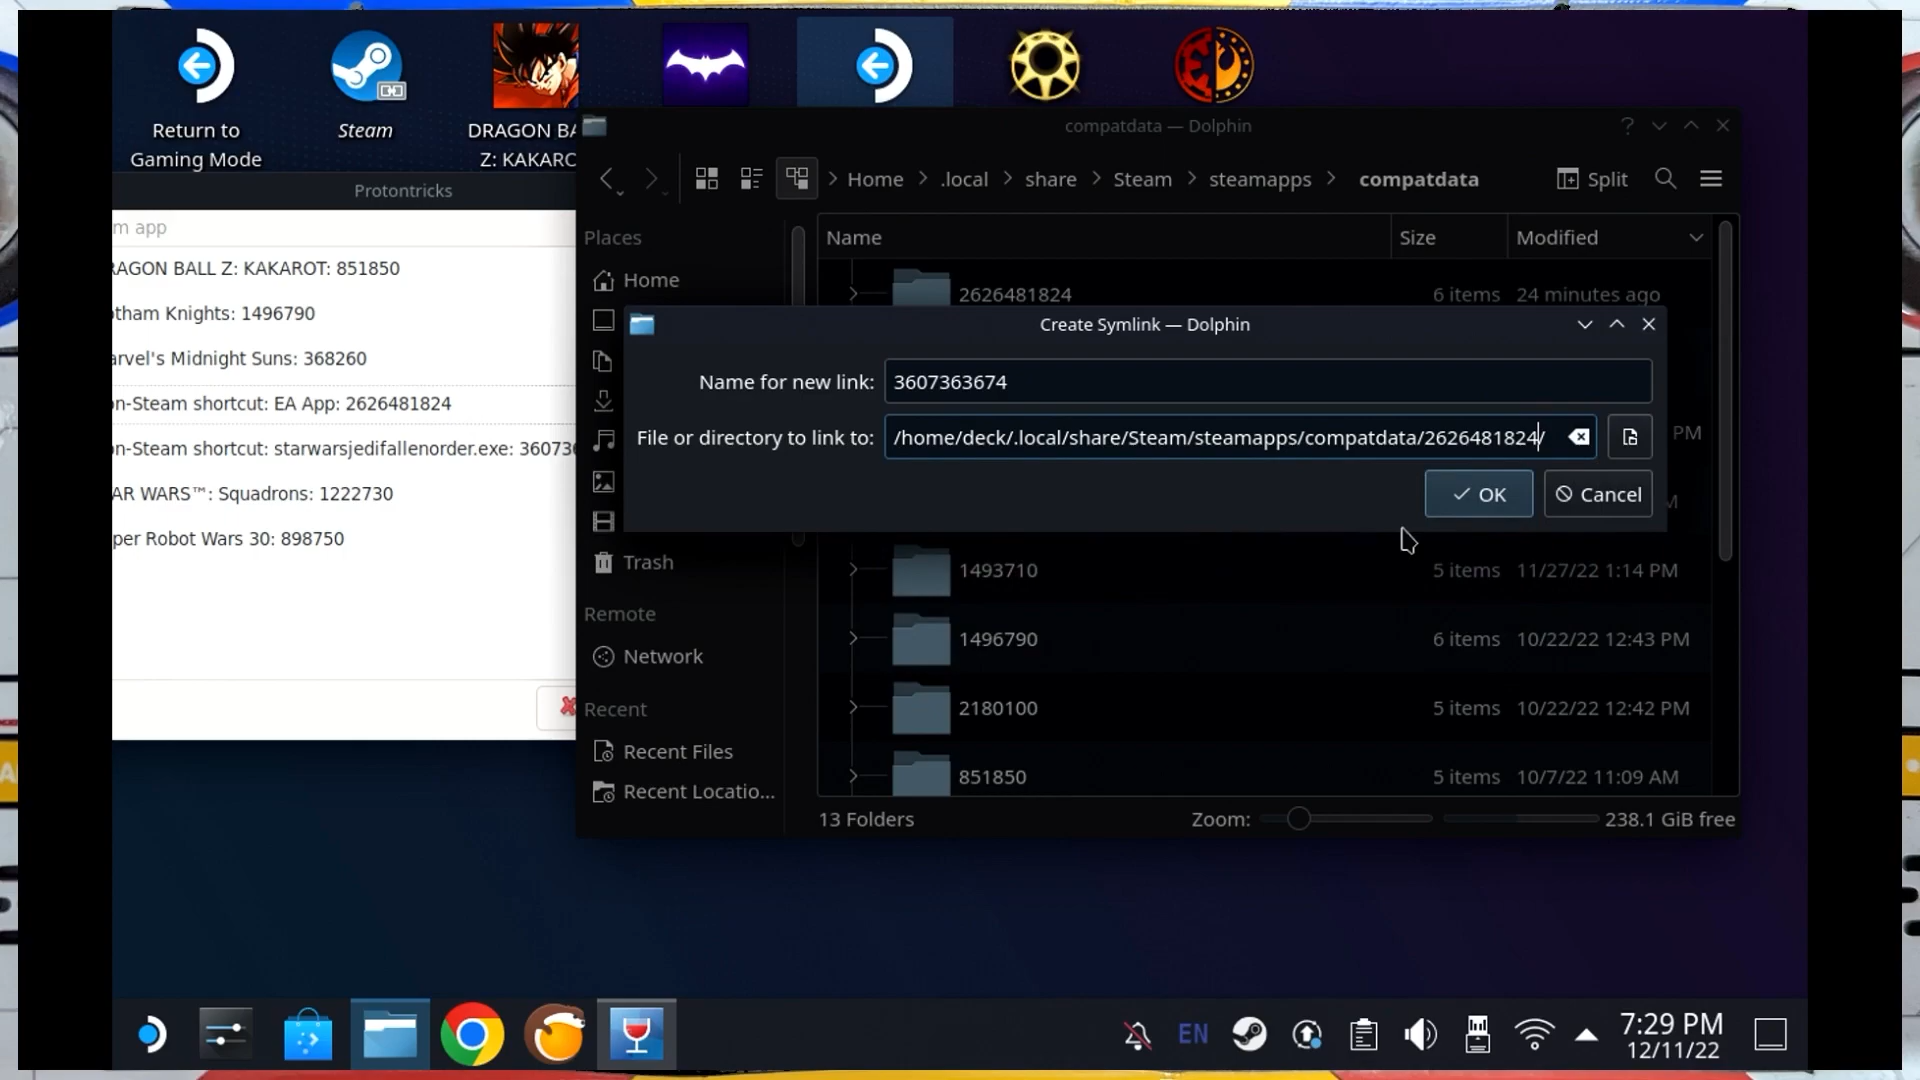 Return to
Gaming Mode
Steam
DRAGON BA
Z: KAKARO
Protontricks
m app
RAGON BALL Z: KAKAROT: 851850
otham Knights: 1496790
arvel's Midnight Suns: 368260
on-Steam shortcut: EA App: 2626481824
on-Steam shortcut: starwarsjedifallenorder.exe: 36073
AR WARS™: Squadrons: 1222730
per Robot Wars 30: 898750
compatdata — Dolphin
Home
.local
share
Steam
steamapps
compatdata
Split
Places
Home
Trash
Remote
Network
Recent
Recent Files
Recent Locatio...
Name
Size
Modified
2626481824
6 items
24 minutes ago
Create Symlink — Dolphin
Name for new link:
3607363674
File or directory to link to:
/home/deck/.local/share/Steam/steamapps/compatdata/2626481824/
PM
OK
Cancel
1493710
5 items
11/27/22 1:14 PM
1496790
6 items
10/22/22 12:43 PM
2180100
5 items
10/22/22 12:42 PM
851850
5 items
10/7/22 11:09 AM
13 Folders
Zoom:
238.1 GiB free
EN
7:29 PM
12/11/22